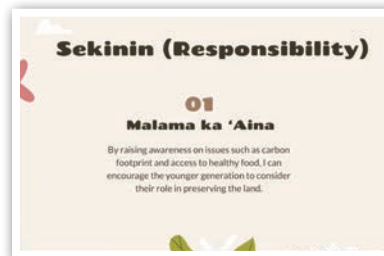 Sekinin (Responsibility)
01
Malama ka ‘Aina
By raising awareness on issues such as carbon
footprint and access to healthy food, I can
encourage the younger generation to consider
their role in preserving the land.